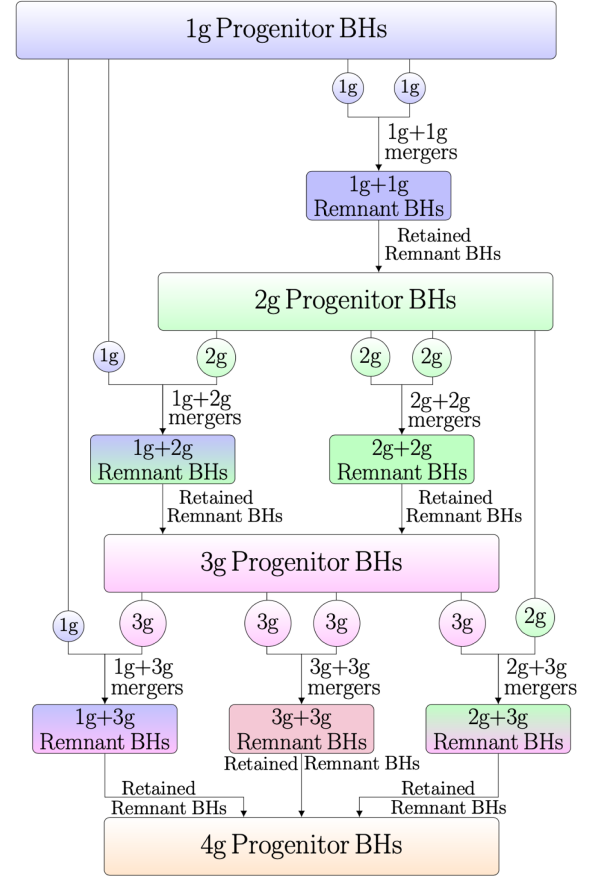 1g Progenitor BHs
1g 1g
1g+1g
mergers
1g+1g
Remnant BHs
Retained
Remnant BHs
2g Progenitor BHs
1g 2g 2g 2g
1g+2g
mergers
2g+2g
mergers
1g+2g
Remnant BHs
2g+2g
Remnant BHs
Retained
Remnant BHs
Retained
Remnant BHs
3g Progenitor BHs
1g 3g 3g 3g 3g 2g
1g+3g
mergers
3g+3g
mergers
2g+3g
mergers
1g+3g
Remnant BHs
3g+3g
Remnant BHs
2g+3g
Remnant BHs
Retained Remnant BHs
Retained
Remnant BHs
Retained
Remnant BHs
4g Progenitor BHs